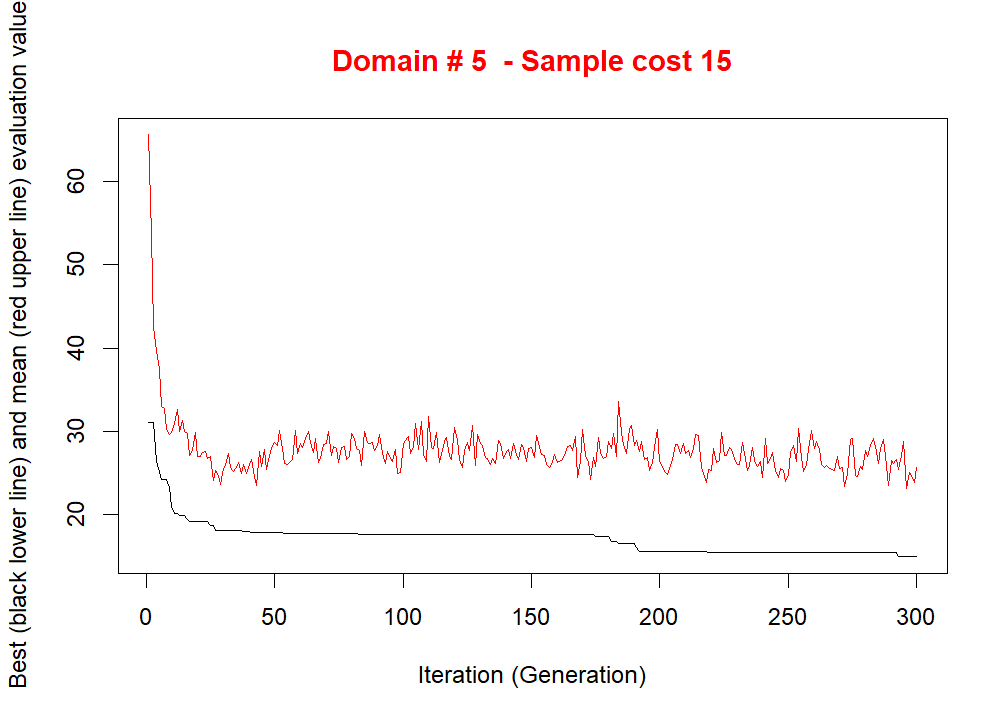 Domain # 5  - Sample cost 15
Best (black lower line) and mean (red upper line) evaluation value
60
50
40
30
20
0 50 100 150 200 250 300
Iteration (Generation)